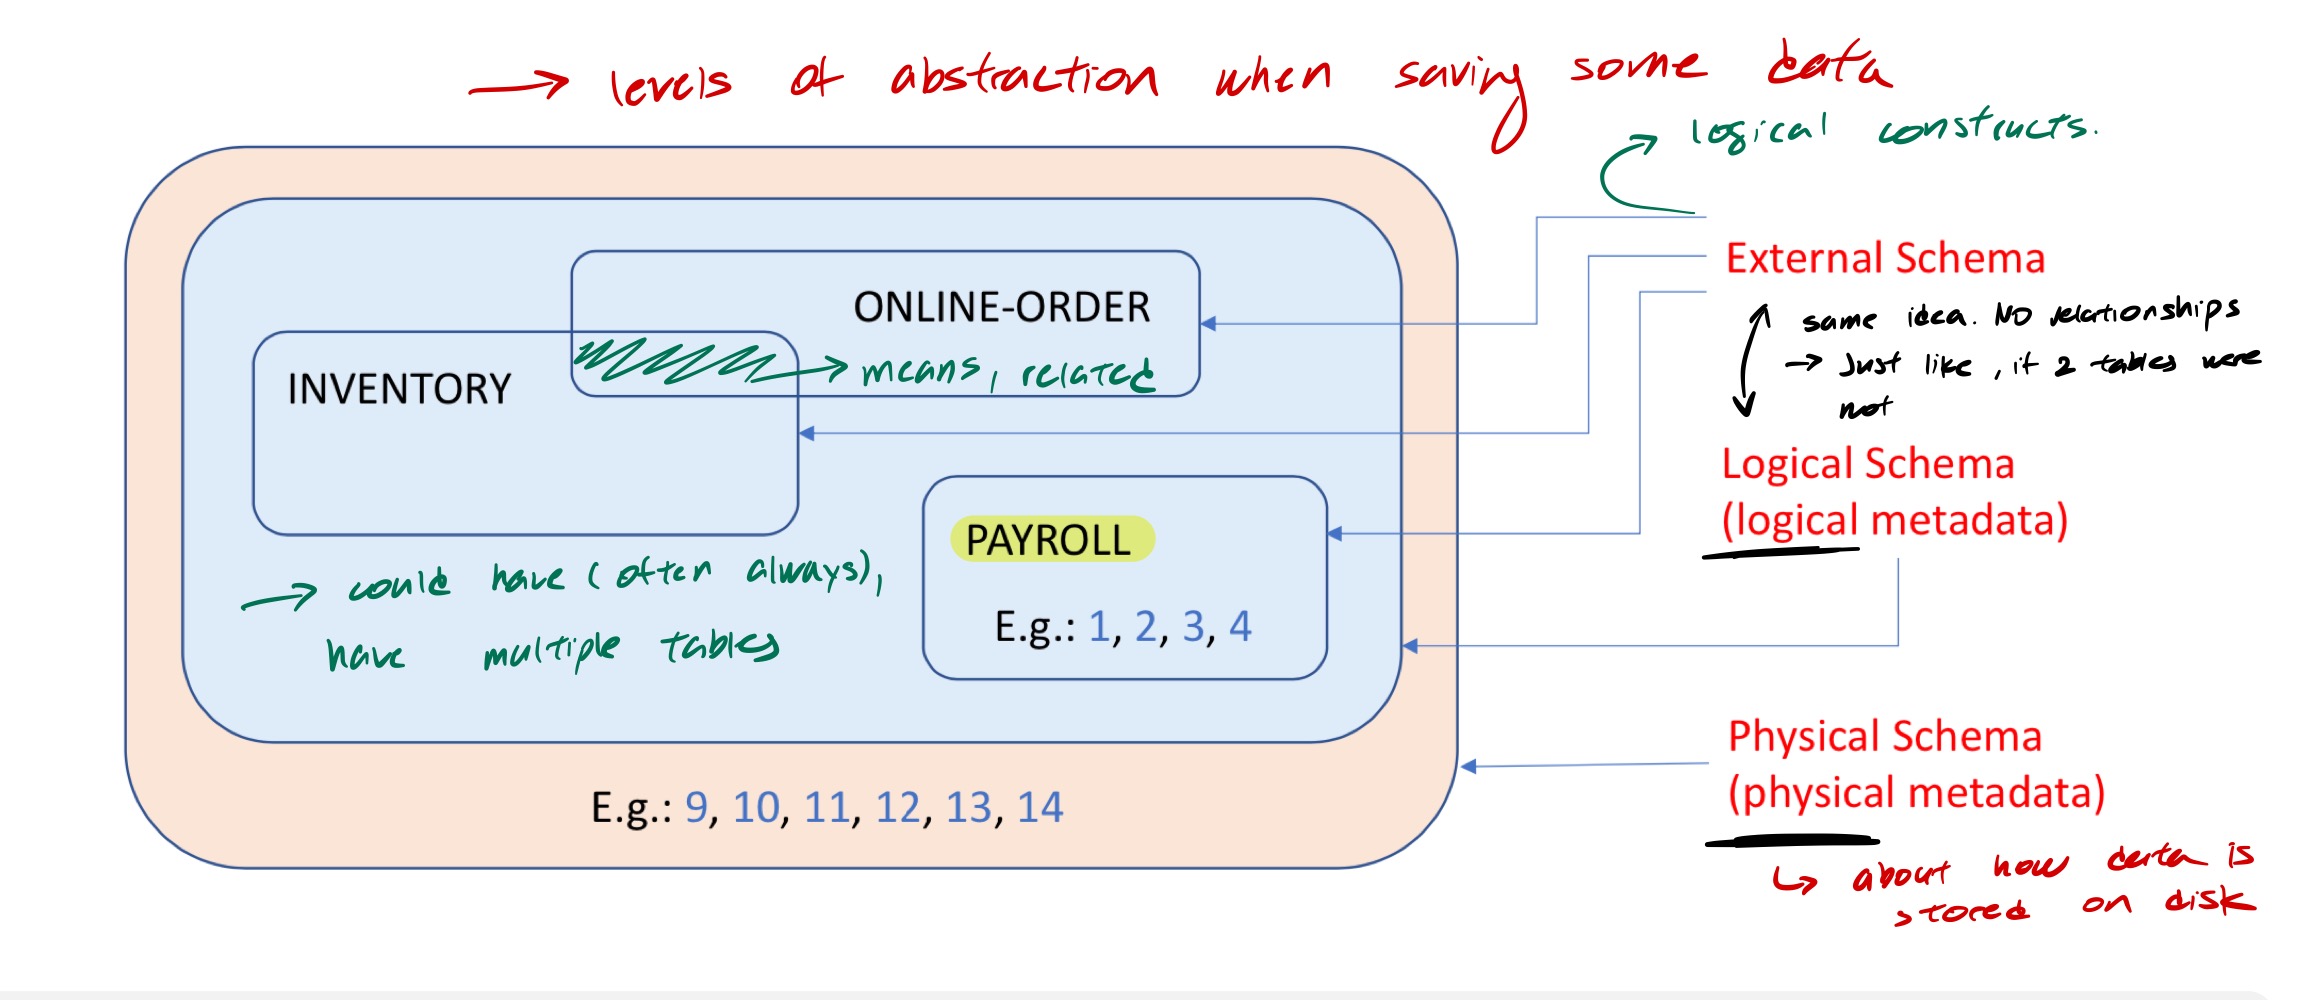 → levels of abstraction when saving some data
logical constructs.
External Schema
ONLINE-ORDER
same idea. NO relationships
→ Just like, if 2 tables were
not
INVENTORY
means, related
Logical Schema
(logical metadata)
PAYROLL
→ could have (often always),
have multiple tables
E.g.: 1, 2, 3, 4
Physical Schema
(physical metadata)
E.g.: 9, 10, 11, 12, 13, 14
↳ about how data is
stored on disk